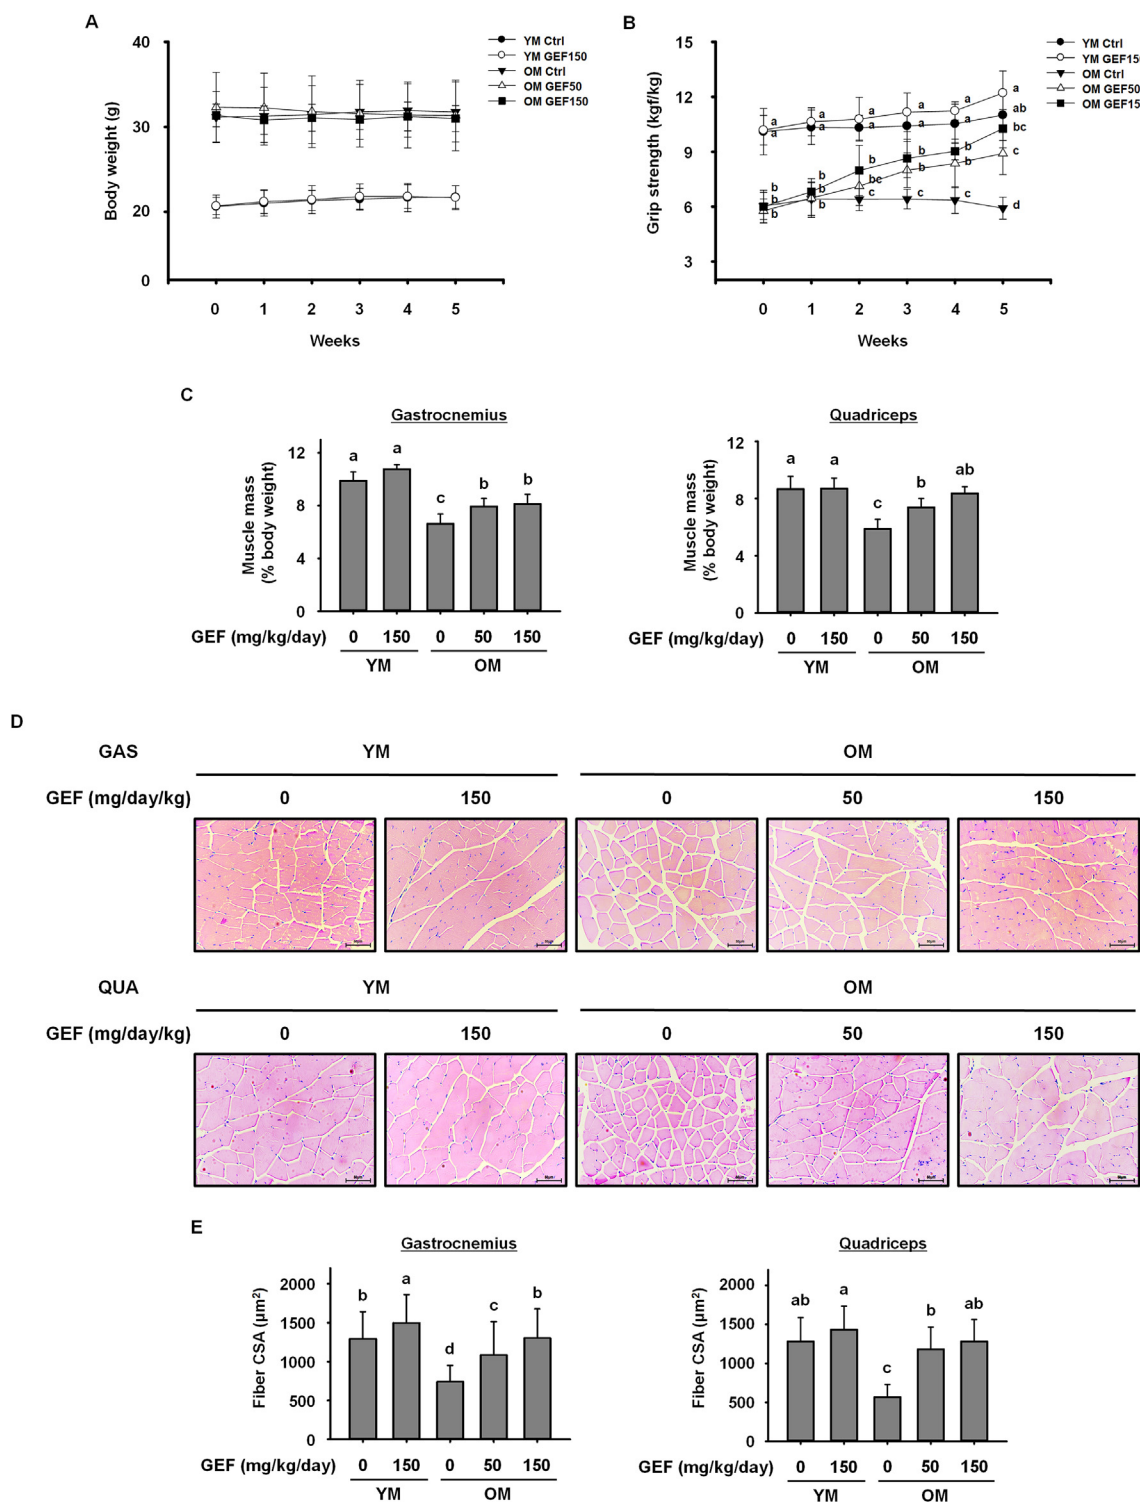 A
YM Ctrl
YM GEF150
OM Ctrl
OM GEF50
OM GEF150
Body weight (g)
40
30
20
0
0 1 2 3 4 5
Weeks
B
YM Ctrl
YM GEF15
OM Ctrl
OM GEF50
OM GEF15
Grip strength (kgf/kg)
15
12
9
6
3
a a a a a a
a a a a a ab
b b b b b bc
b b bc b b c
b b c c c d
0 1 2 3 4 5
Weeks
C
Gastrocnemius
Muscle mass
(% body weight)
12
8
4
0
a a c b b
GEF (mg/kg/day) 0 150 0 50 150
YM OM
Quadriceps
Muscle mass
(% body weight)
12
8
4
0
a a c b ab
GEF (mg/kg/day) 0 150 0 50 150
YM OM
D
GAS YM OM
GEF (mg/day/kg) 0 150 0 50 150
QUA YM OM
GEF (mg/day/kg) 0 150 0 50 150
E
Gastrocnemius
Fiber CSA (µm²)
2000
1500
1000
500
0
b a d c b
GEF (mg/kg/day) 0 150 0 50 150
YM OM
Quadriceps
Fiber CSA (µm²)
2000
1500
1000
500
0
ab a c b ab
GEF (mg/kg/day) 0 150 0 50 150
YM OM